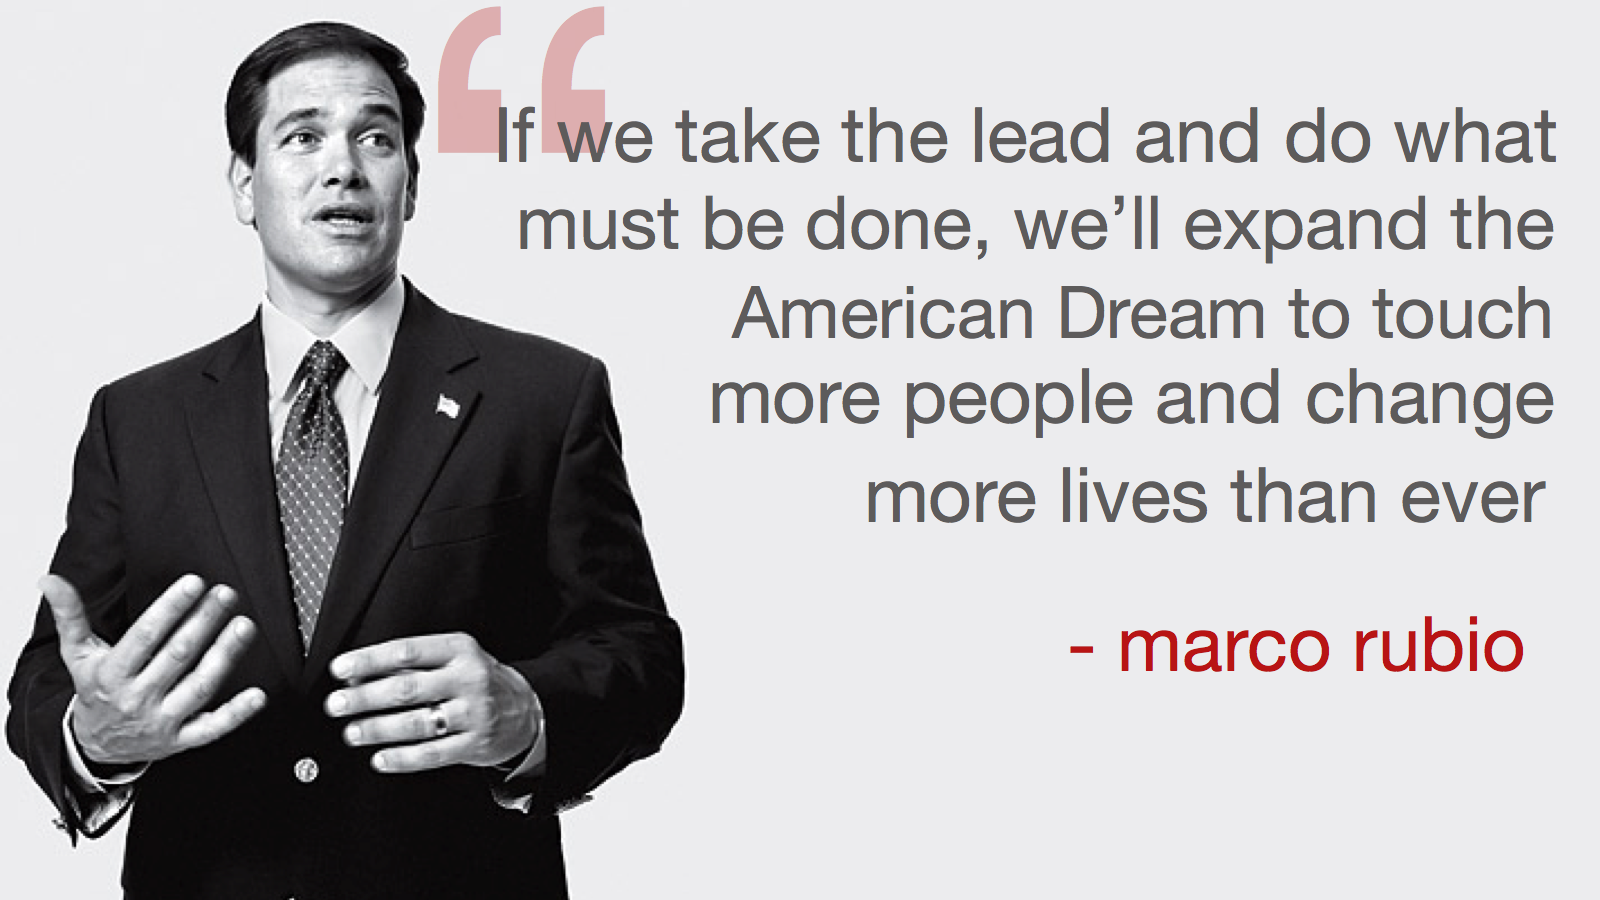 “
If we take the lead and do what
must be done, we’ll expand the
American Dream to touch
more people and change
more lives than ever
- marco rubio